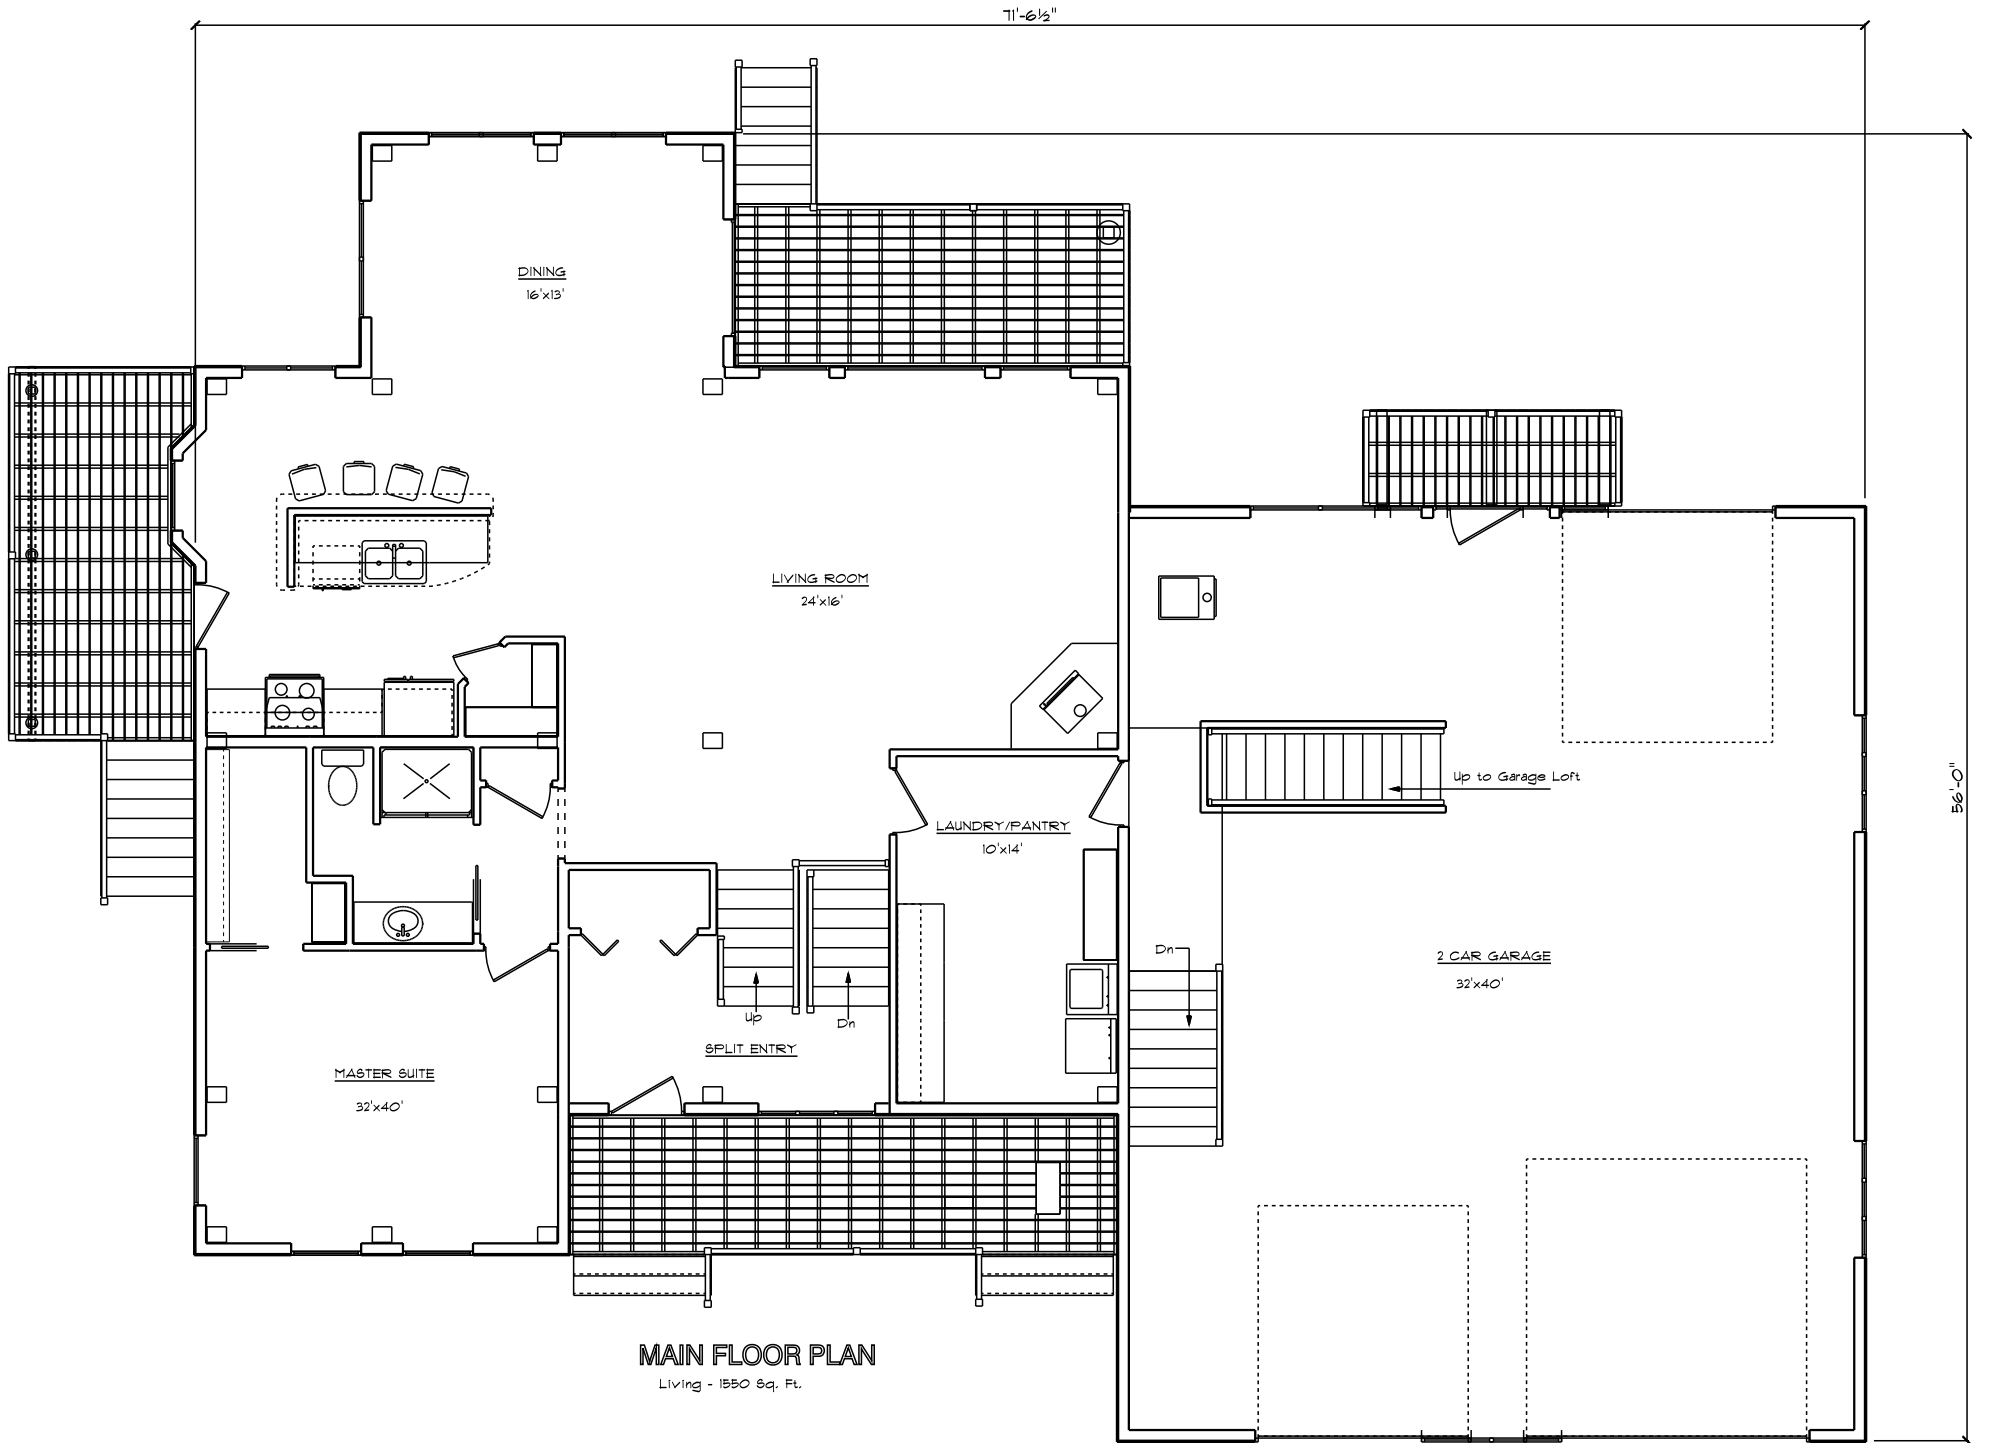 71'-6½"
DINING
16'x13'
LIVING ROOM
24'x16'
Up to Garage Loft
56'-0"
LAUNDRY/PANTRY
10'x14'
Dn
2 CAR GARAGE
32'x40'
Up
Dn
SPLIT ENTRY
MASTER SUITE
32'x40'
MAIN FLOOR PLAN
Living - 1550 Sq. Ft.